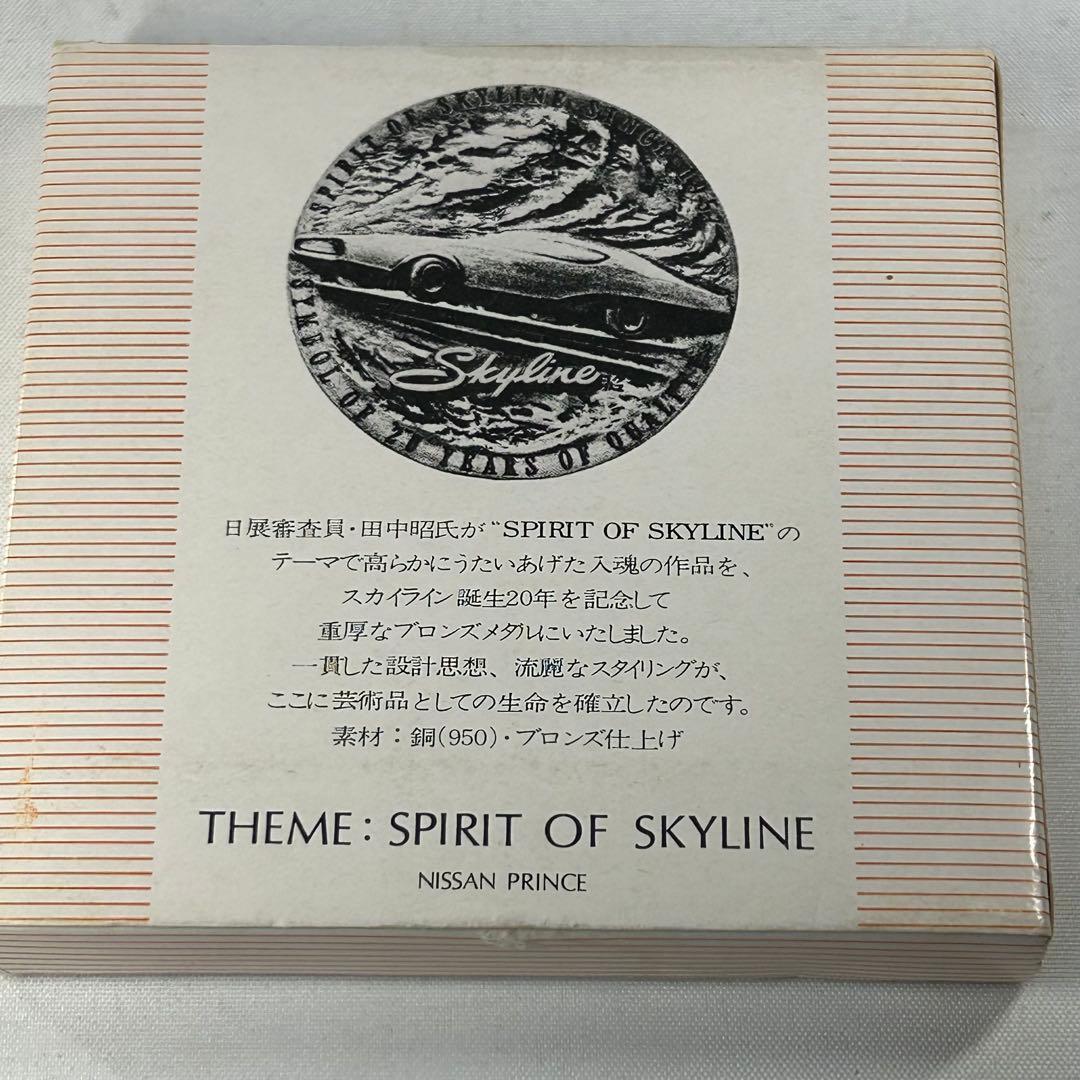 SPIRIT OF SKYLINE
Skyline
SYMBOL OF 20 YEARS OF QUALITY
日展審査員・田中昭氏が“SPIRIT OF SKYLINE”の
テーマで高らかにうたいあげた入魂の作品を、
スカイライン誕生20年を記念して
重厚なブロンズメダルにいたしました。
一貫した設計思想、流麗なスタイリングが、
ここに芸術品としての生命を確立したのです。
素材：銅(950)・ブロンズ仕上げ
THEME: SPIRIT OF SKYLINE
NISSAN PRINCE